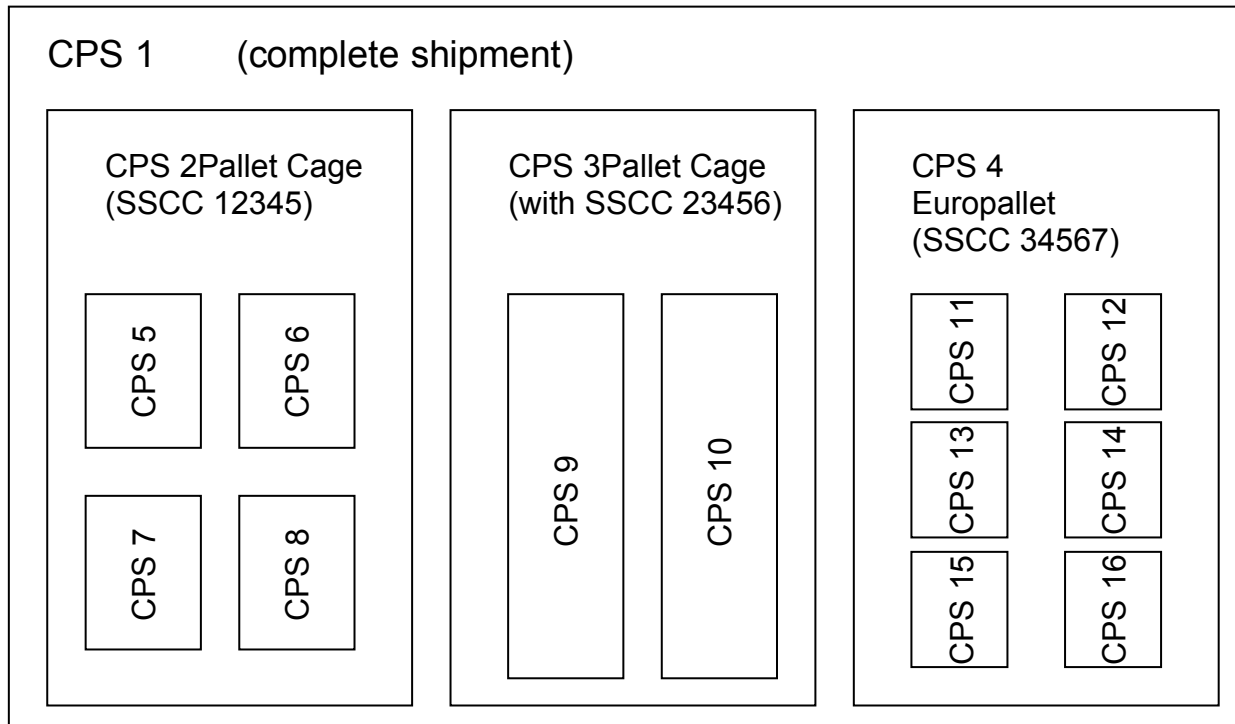 CPS 1 (complete shipment)
CPS 2Pallet Cage
(SSCC 12345)
CPS 5
CPS 6
CPS 7
CPS 8
CPS 3Pallet Cage
(with SSCC 23456)
CPS 9
CPS 10
CPS 4
Europallet
(SSCC 34567)
CPS 11
CPS 12
CPS 13
CPS 14
CPS 15
CPS 16